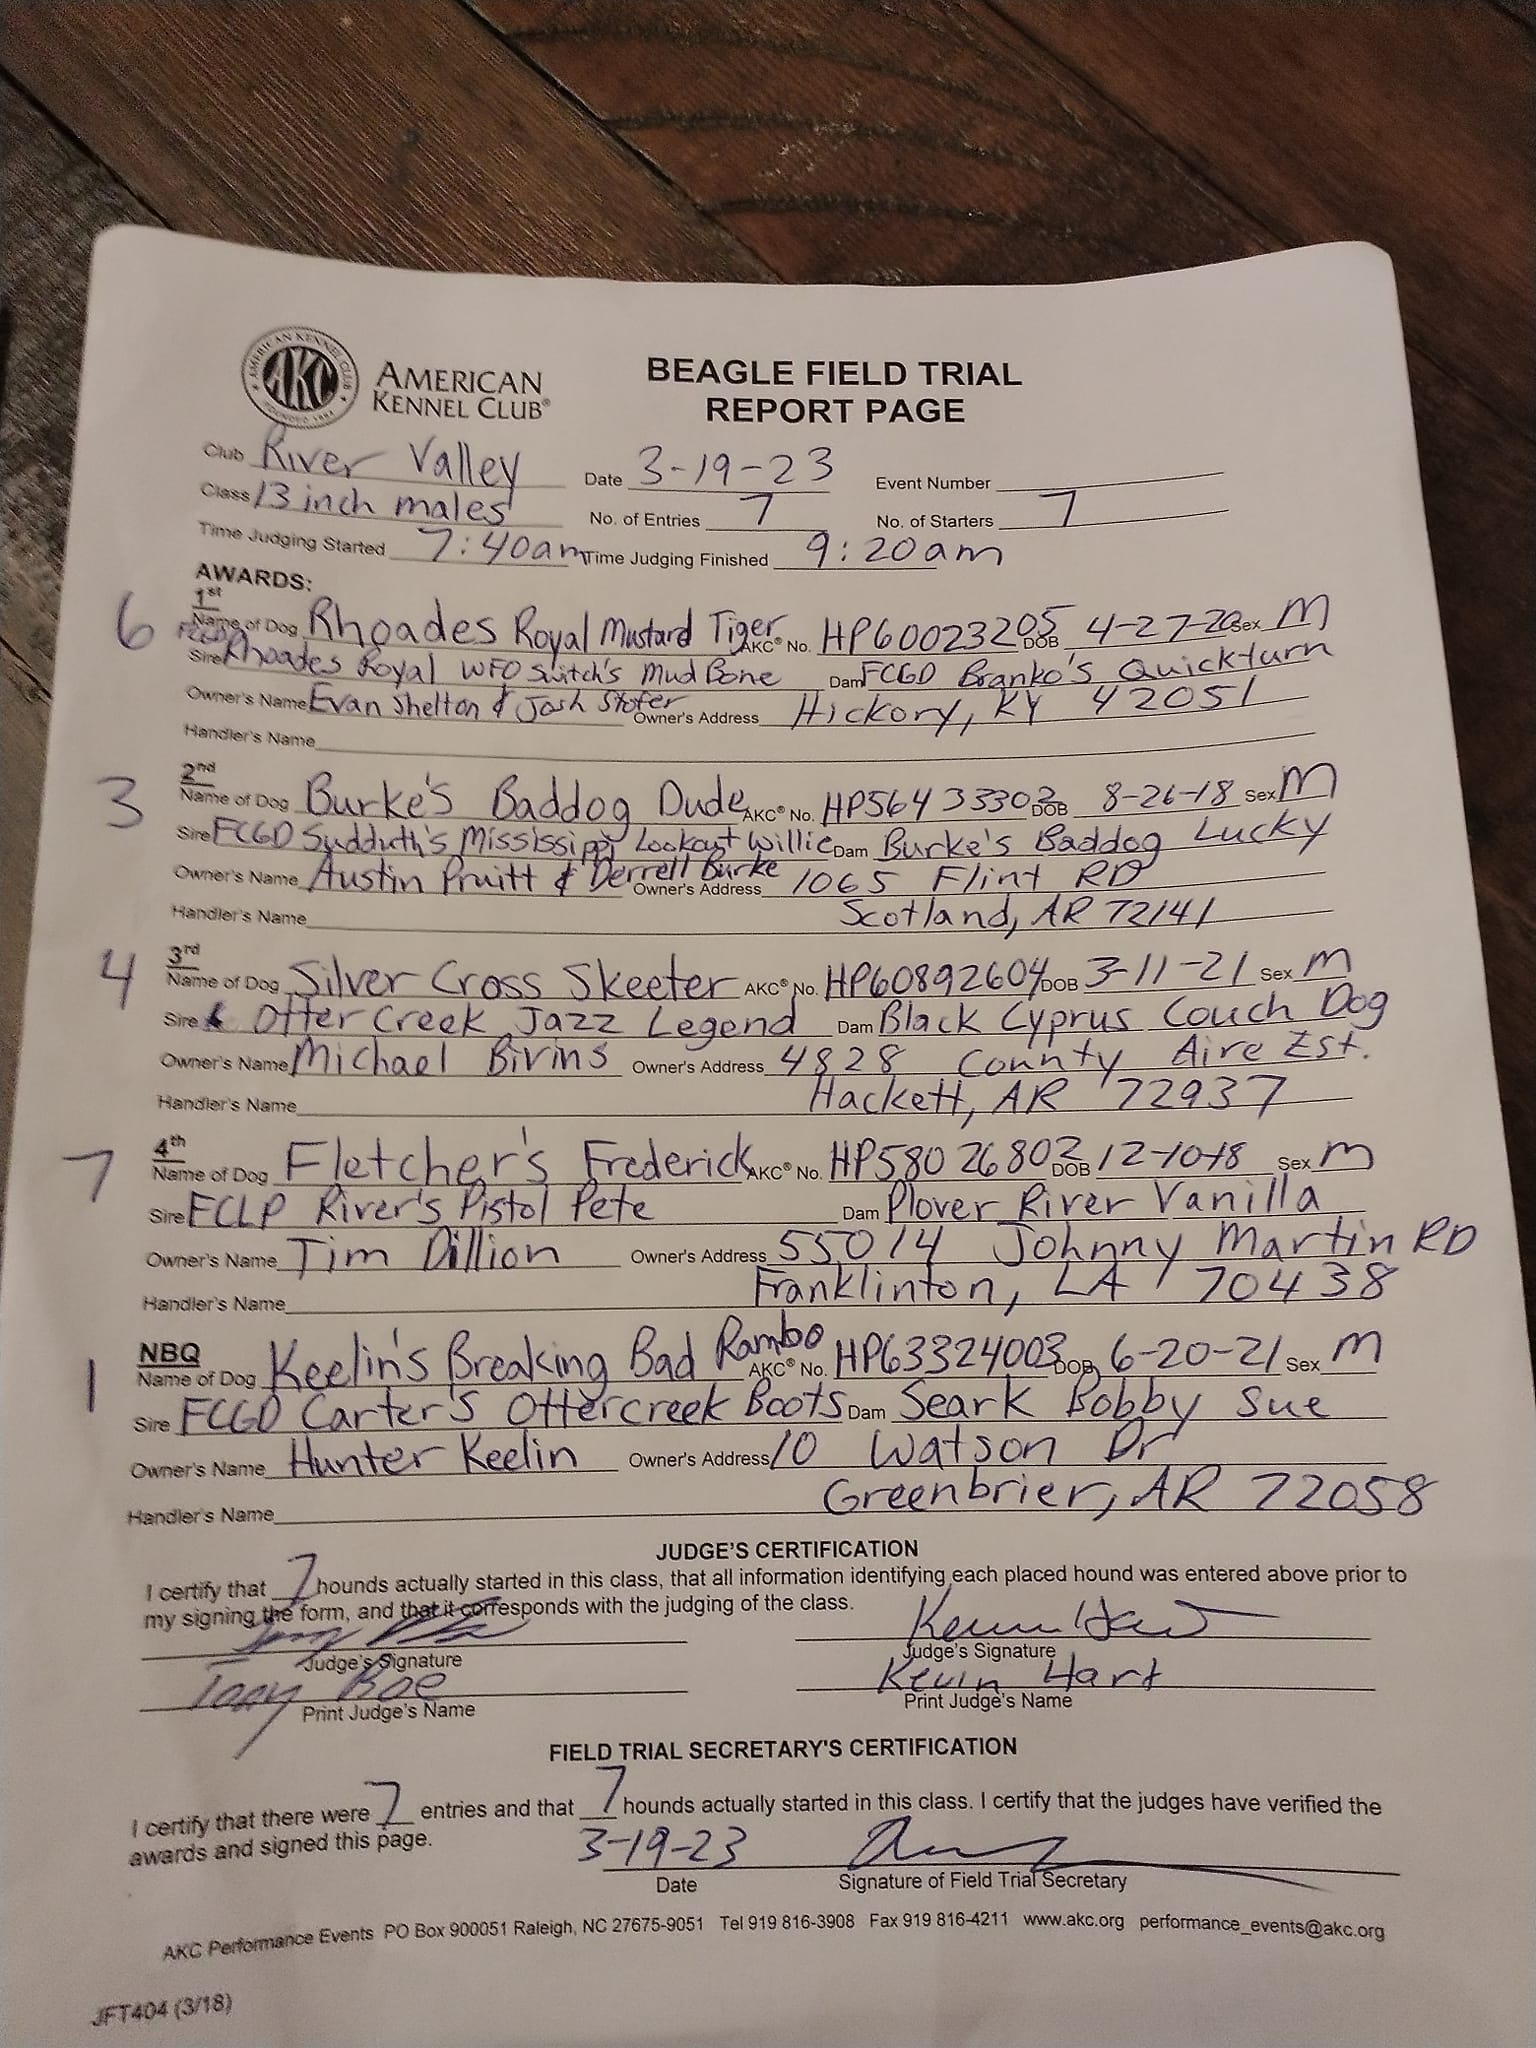 AMERICAN KENNEL CLUB FOUNDED 1884
AKC
AMERICAN
KENNEL CLUB®
BEAGLE FIELD TRIAL
REPORT PAGE
Club River Valley Date 3-19-23 Event Number
Class 13 inch males No. of Entries 7 No. of Starters 7
Time Judging Started 7:40am Time Judging Finished 9:20am
AWARDS:
1st
6 Name of Dog Rhoades Royal Mustard Tiger AKC® No. HP60023205 DOB 4-27-20 Sex M
Sire FCGD Rhoades Royal WFO Switch's Mud Bone Dam FCGD Branko's Quickturn
Owner's Name Evan Shelton & Josh Stofer Owner's Address Hickory, KY 42051
Handler's Name
2nd
3 Name of Dog Burke's Baddog Dude AKC® No. HP56433302 DOB 8-26-18 Sex M
Sire FCGD Sudduth's Mississippi Lookout Willie Dam Burke's Baddog Lucky
Owner's Name Austin Pruitt & Derrell Burke Owner's Address 1065 Flint RD
Handler's Name Scotland, AR 72141
3rd
4 Name of Dog Silver Cross Skeeter AKC® No. HP60892604 DOB 3-11-21 Sex M
Sire Otter Creek Jazz Legend Dam Black Cyprus Couch Dog
Owner's Name Michael Bivins Owner's Address 4828 County Aire Est.
Handler's Name Hackett, AR 72937
4th
7 Name of Dog Fletcher's Frederick AKC® No. HP58026802 DOB 12-10-18 Sex M
Sire FCLP River's Pistol Pete Dam Plover River Vanilla
Owner's Name Tim Dillion Owner's Address 55014 Johnny Martin RD
Handler's Name Franklinton, LA 70438
NBQ
1 Name of Dog Keelin's Breaking Bad Rambo AKC® No. HP63324003 DOB 6-20-21 Sex M
Sire FCGD Carter's Ottercreek Boots Dam Seark Bobby Sue
Owner's Name Hunter Keelin Owner's Address 10 Watson Dr
Handler's Name Greenbrier, AR 72058
JUDGE'S CERTIFICATION
I certify that 7 hounds actually started in this class, that all information identifying each placed hound was entered above prior to
my signing the form, and that it corresponds with the judging of the class.
Kevin Hart
Judge's Signature Judge's Signature
Tony Roe Kevin Hart
Print Judge's Name Print Judge's Name
FIELD TRIAL SECRETARY'S CERTIFICATION
I certify that there were 7 entries and that 7 hounds actually started in this class. I certify that the judges have verified the
awards and signed this page.
3-19-23
Date Signature of Field Trial Secretary
AKC Performance Events PO Box 900051 Raleigh, NC 27675-9051 Tel 919 816-3908 Fax 919 816-4211 www.akc.org performance_events@akc.org
JFT404 (3/18)